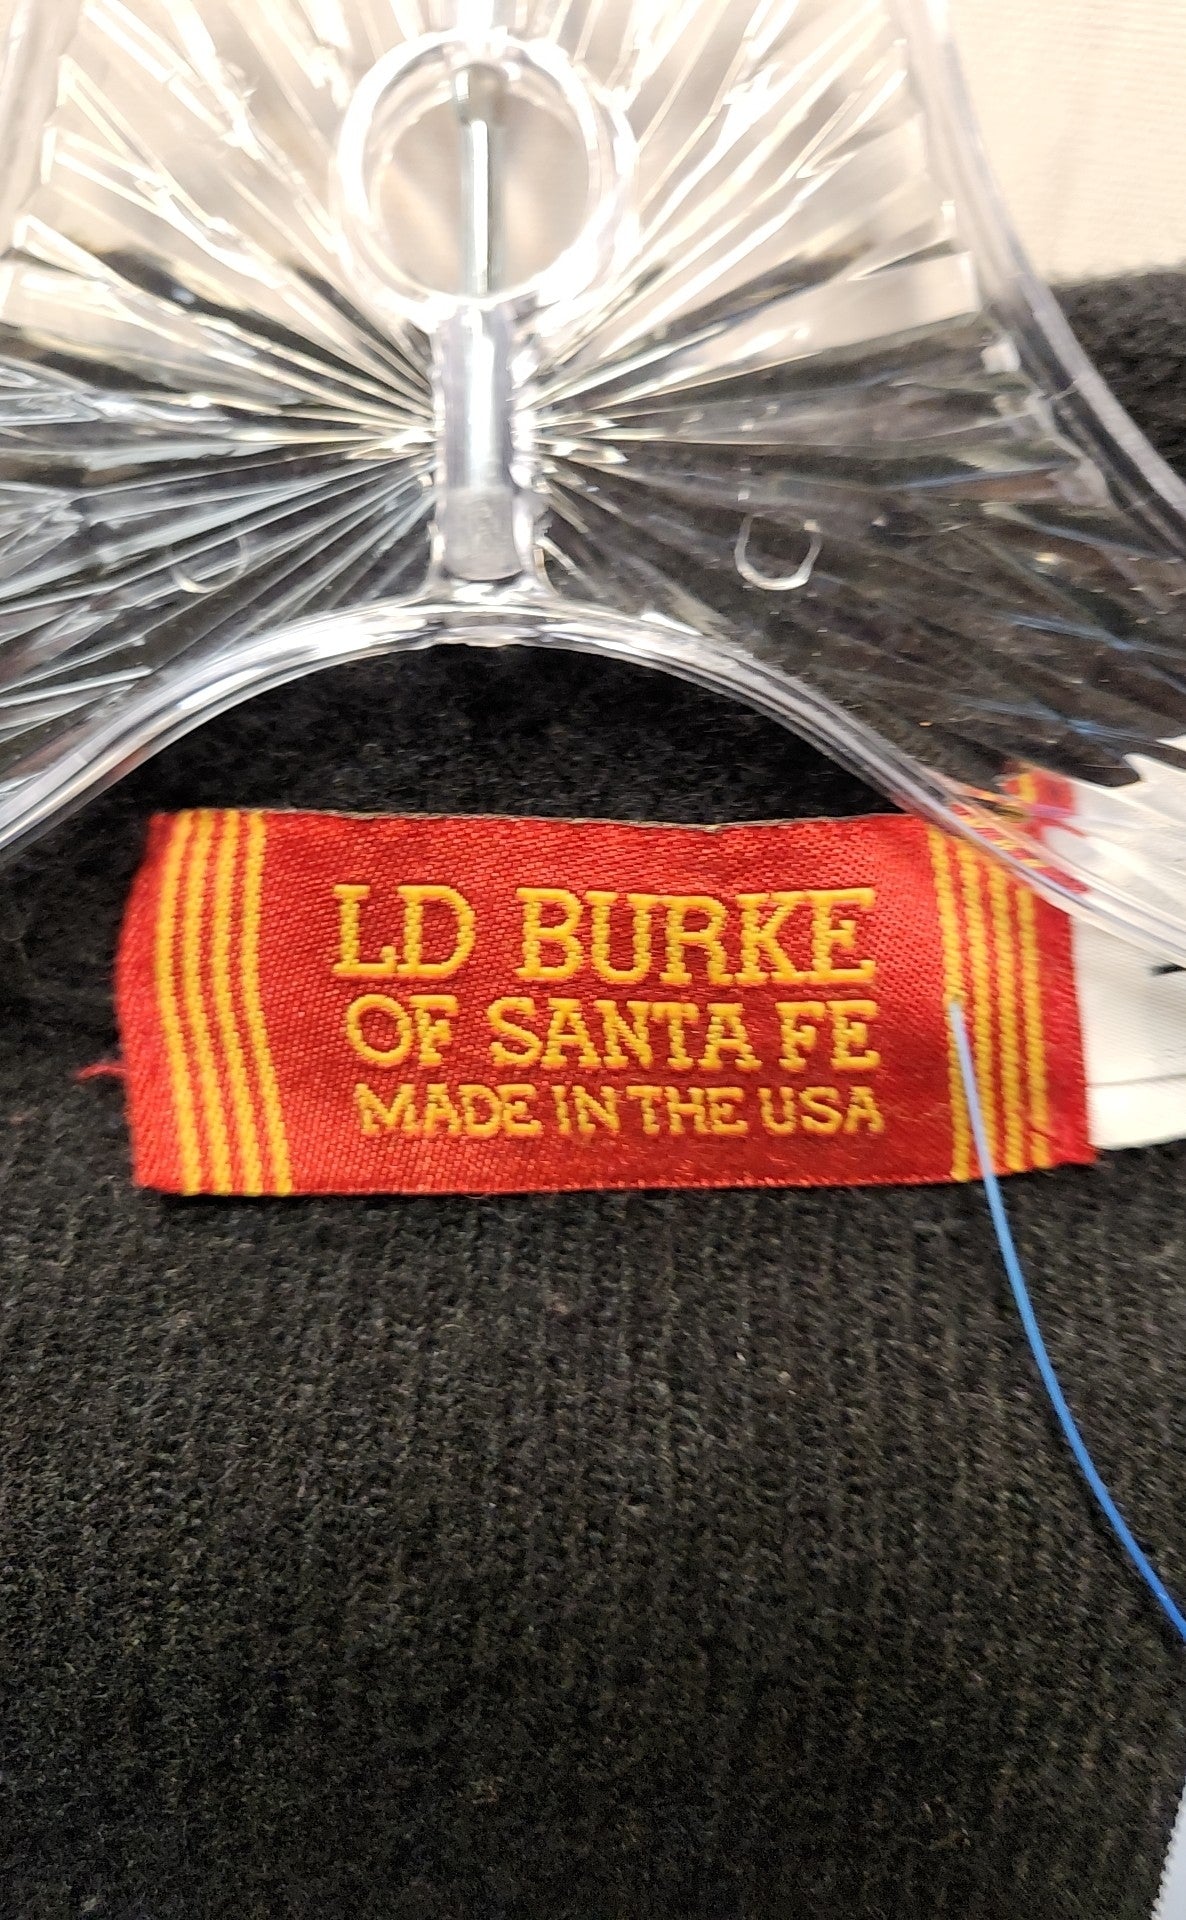 LD BURKE
OF SANTA FE
MADE IN THE USA